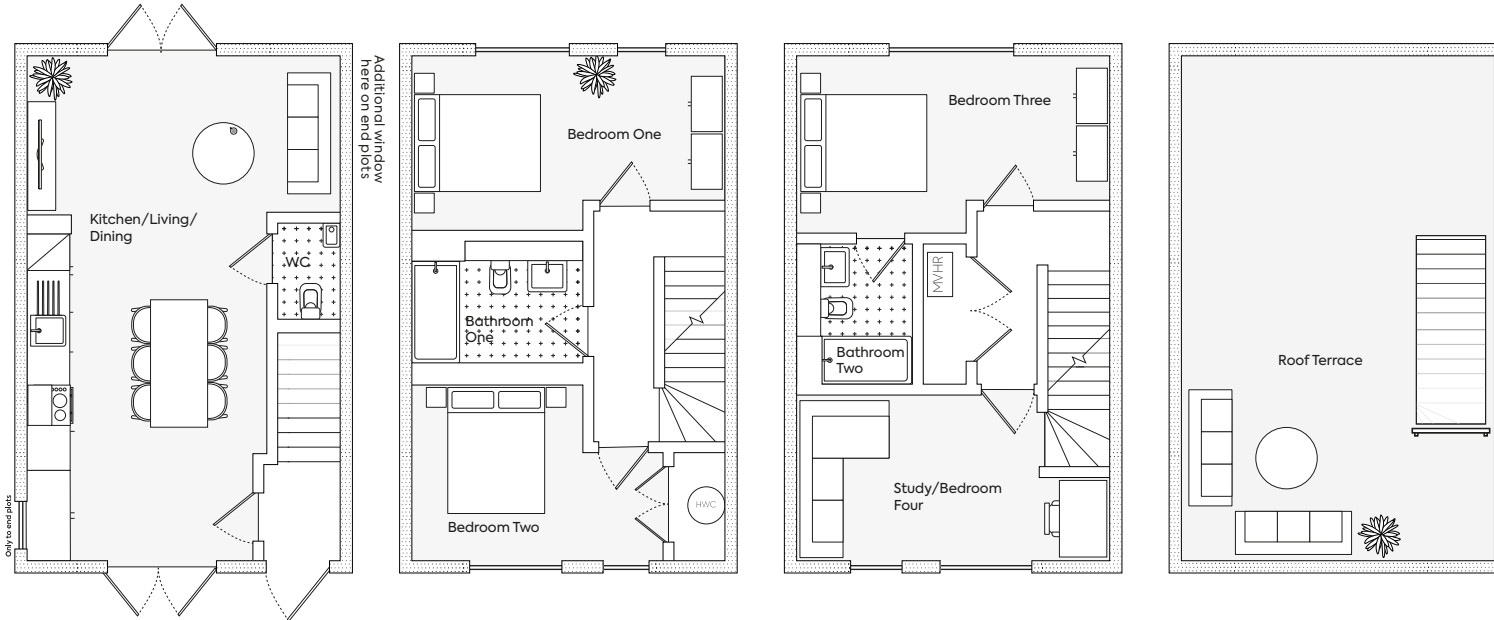 Kitchen/Living/
Dining
WC
Only to end plots
Additional window
here on end plots
Bedroom One
Bathroom
One
Bedroom Two
HWC
Bedroom Three
MVHR
Bathroom
Two
Study/Bedroom
Four
Roof Terrace